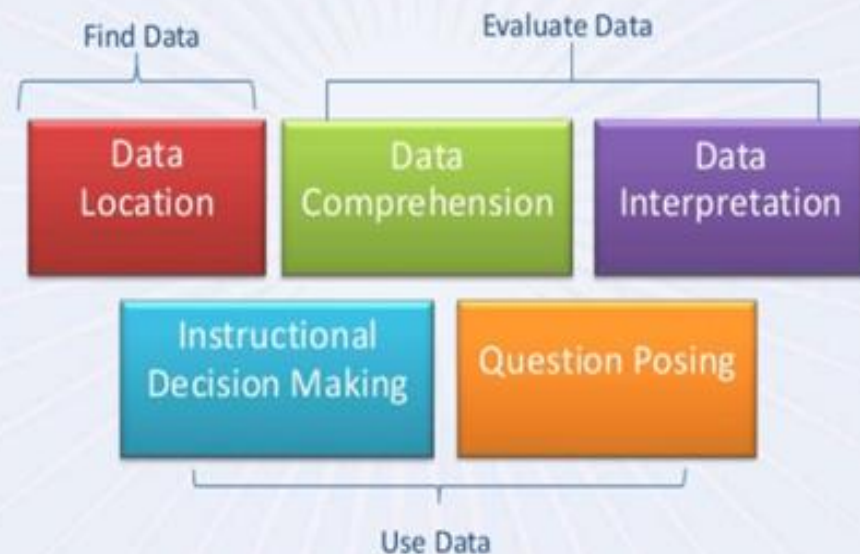 Find Data
Evaluate Data
Data
Location
Data
Comprehension
Data
Interpretation
Instructional
Decision Making
Question Posing
Use Data